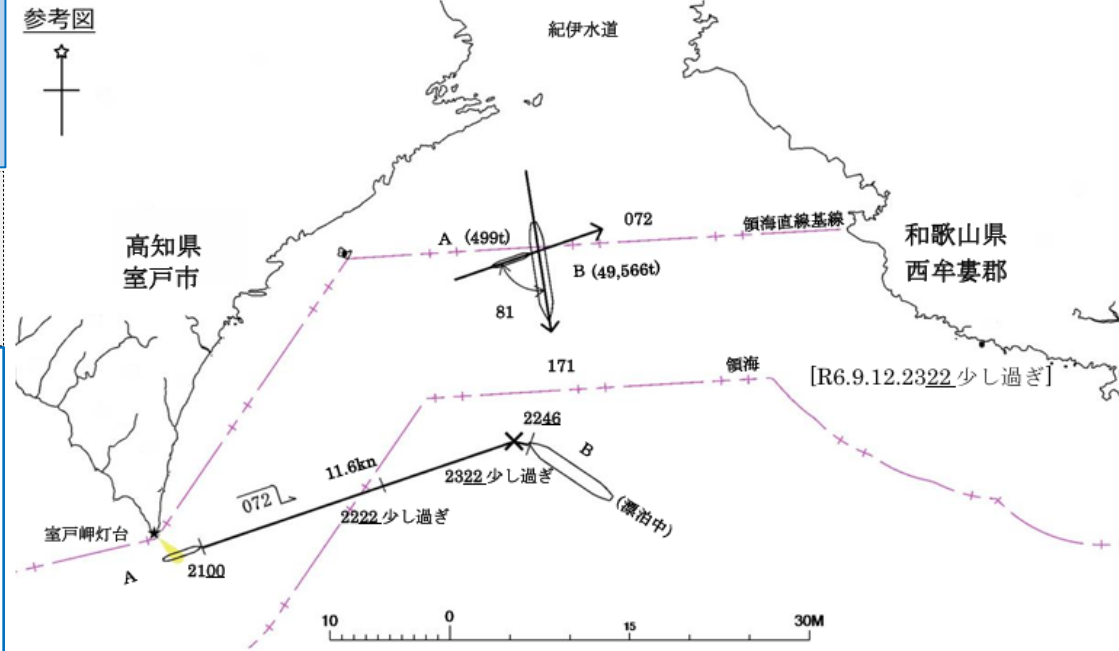 参考図
紀伊水道
高知県
室戸市
和歌山県
西牟婁郡
A (499t)
072
領海直線基線
B (49,566t)
81
171
領海
[R6.9.12.2322 少し過ぎ]
2246
B
(漂泊中)
11.6kn
2322 少し過ぎ
072
2222 少し過ぎ
室戸岬灯台
A
2100
10 0 15 30M